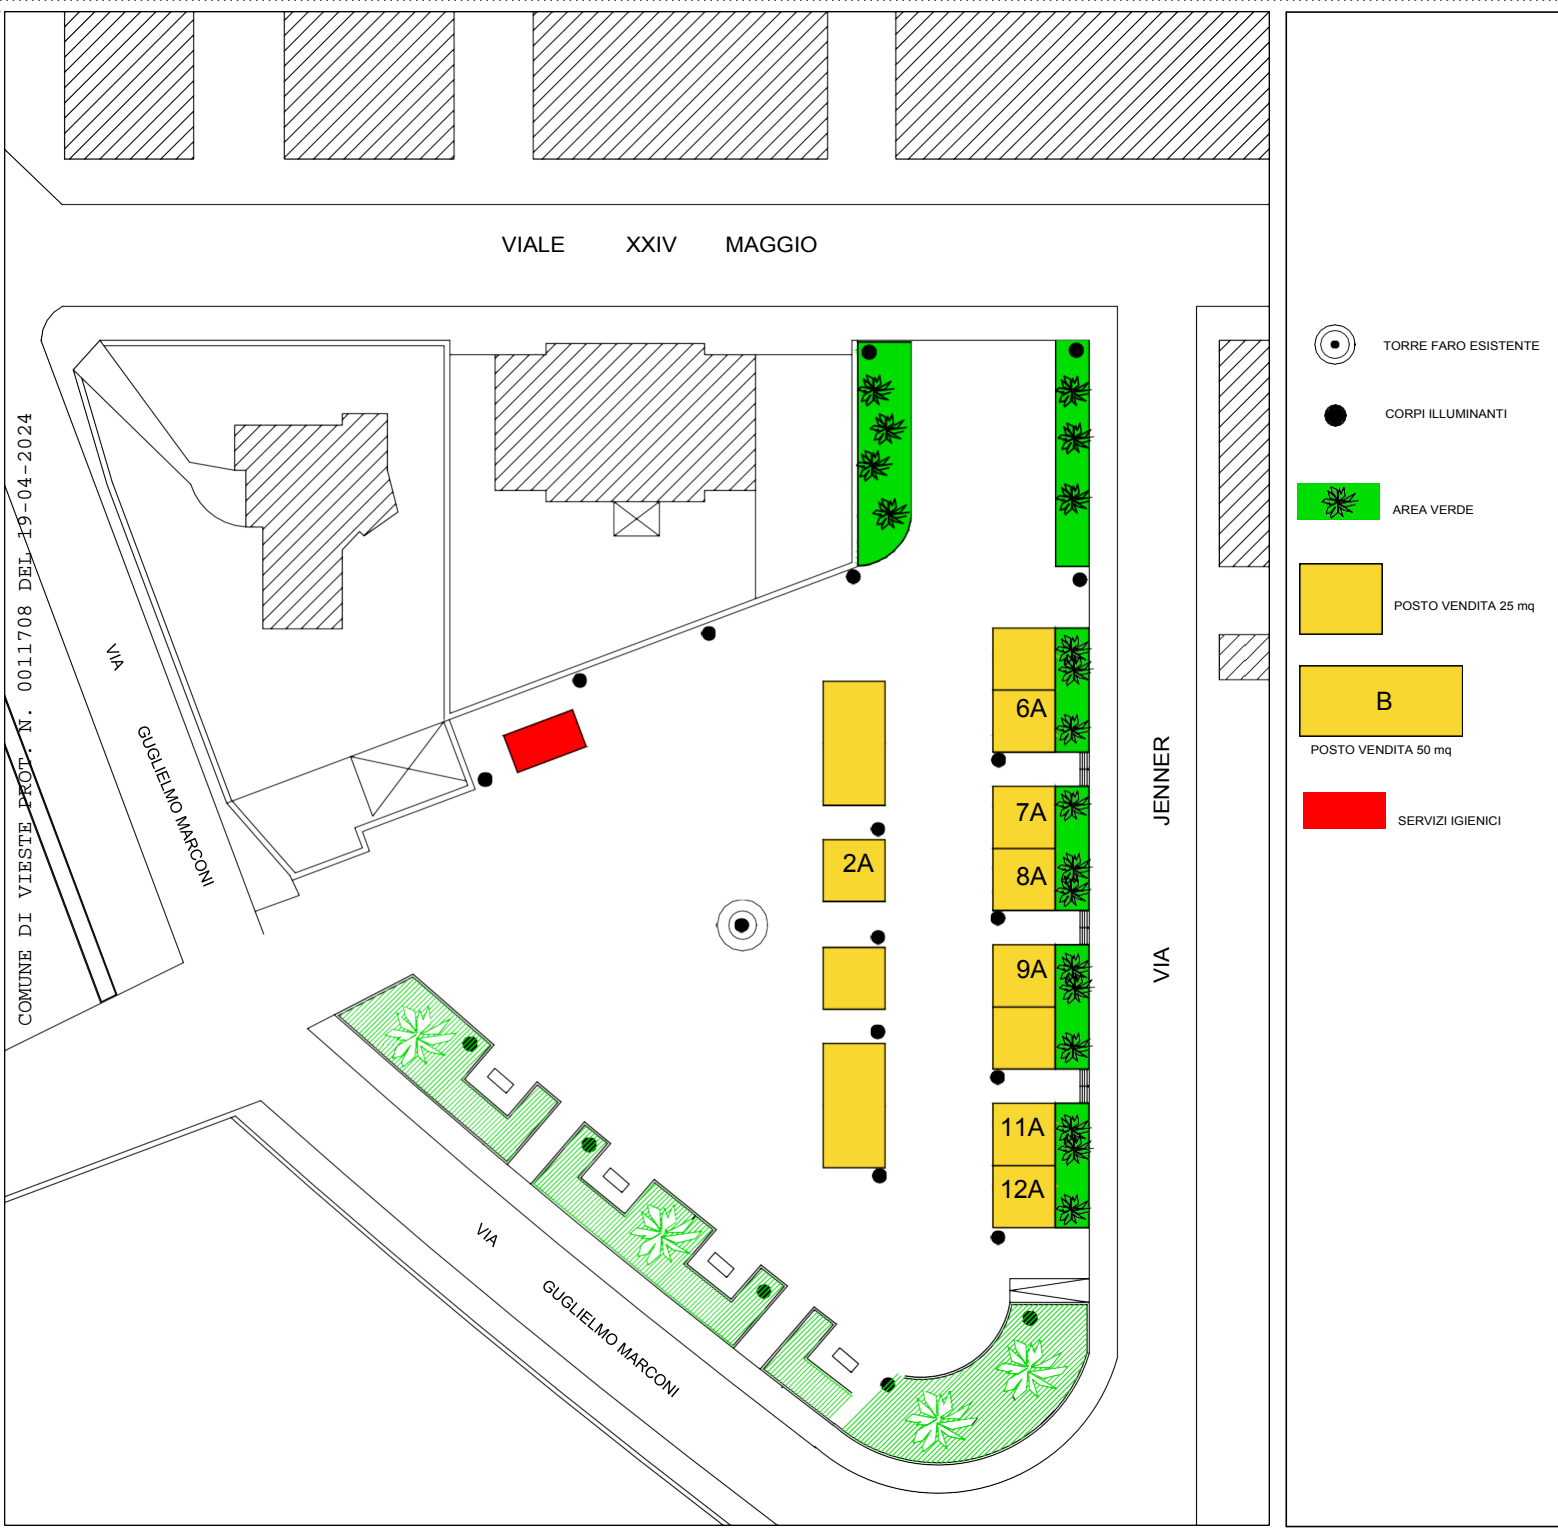 VIALE XXIV MAGGIO
TORRE FARO ESISTENTE
CORPI ILLUMINANTI
AREA VERDE
POSTO VENDITA 25 mq
B
POSTO VENDITA 50 mq
SERVIZI IGIENICI
COMUNE DI VIESTE PROT. N. 0011708 DEL 19-04-2024
VIA GUGLIELMO MARCONI
6A
7A
2A
8A
9A
11A
12A
VIA JENNER
VIA GUGLIELMO MARCONI